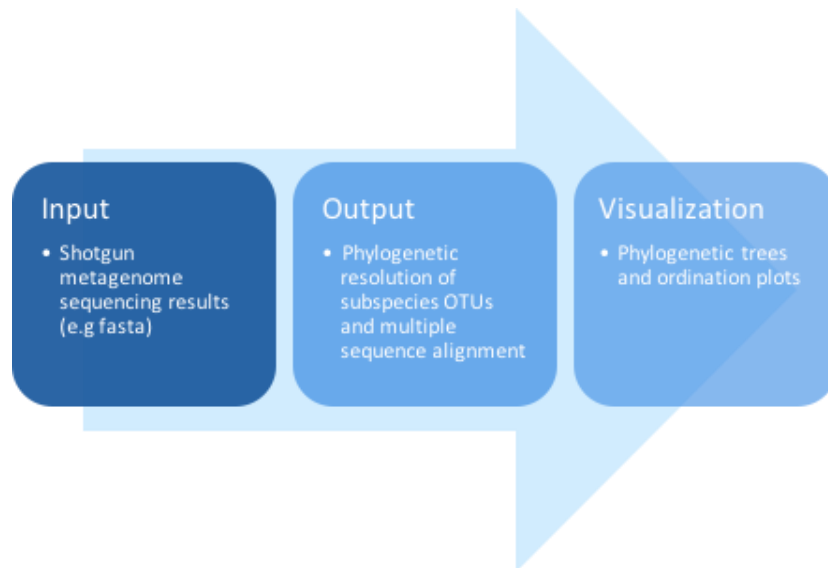 Input
• Shotgun
metagenome
sequencing results
(e.g fasta)
Output
• Phylogenetic
resolution of
subspecies OTUs
and multiple
sequence alignment
Visualization
• Phylogenetic trees
and ordination plots